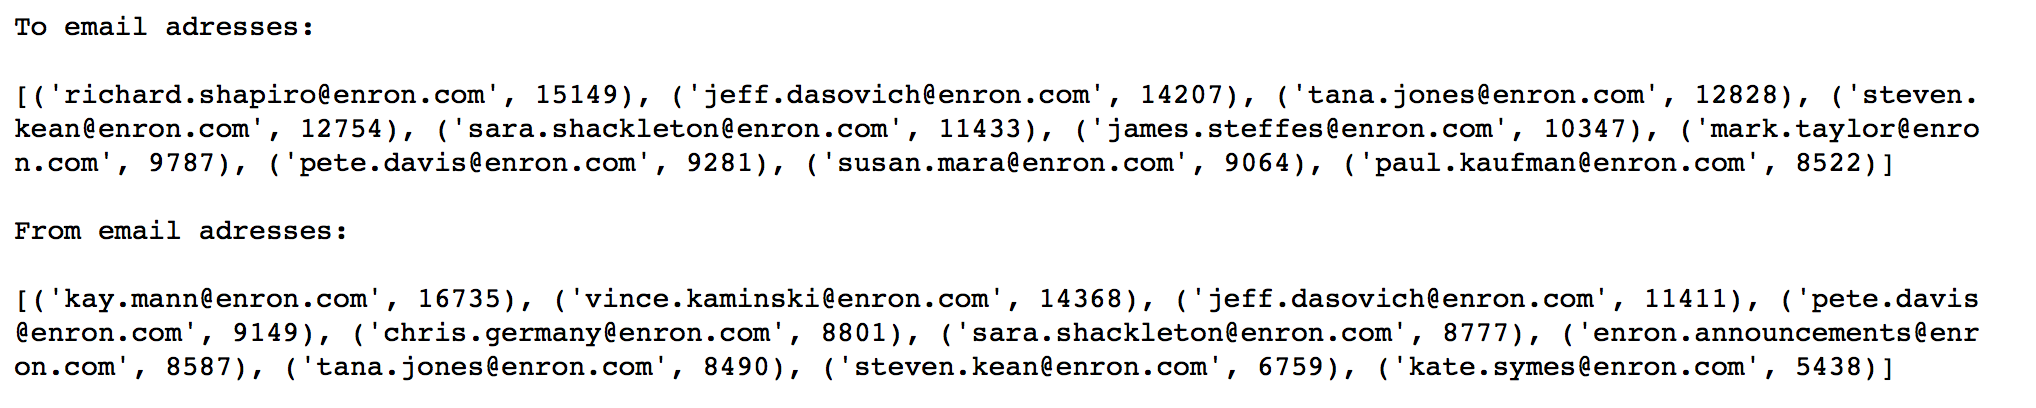 To email adresses:
[('richard.shapiro@enron.com', 15149), ('jeff.dasovich@enron.com', 14207), ('tana.jones@enron.com', 12828), ('steven.
kean@enron.com', 12754), ('sara.shackleton@enron.com', 11433), ('james.steffes@enron.com', 10347), ('mark.taylor@enro
n.com', 9787), ('pete.davis@enron.com', 9281), ('susan.mara@enron.com', 9064), ('paul.kaufman@enron.com', 8522)]
From email adresses:
[('kay.mann@enron.com', 16735), ('vince.kaminski@enron.com', 14368), ('jeff.dasovich@enron.com', 11411), ('pete.davis
@enron.com', 9149), ('chris.germany@enron.com', 8801), ('sara.shackleton@enron.com', 8777), ('enron.announcements@enr
on.com', 8587), ('tana.jones@enron.com', 8490), ('steven.kean@enron.com', 6759), ('kate.symes@enron.com', 5438)]